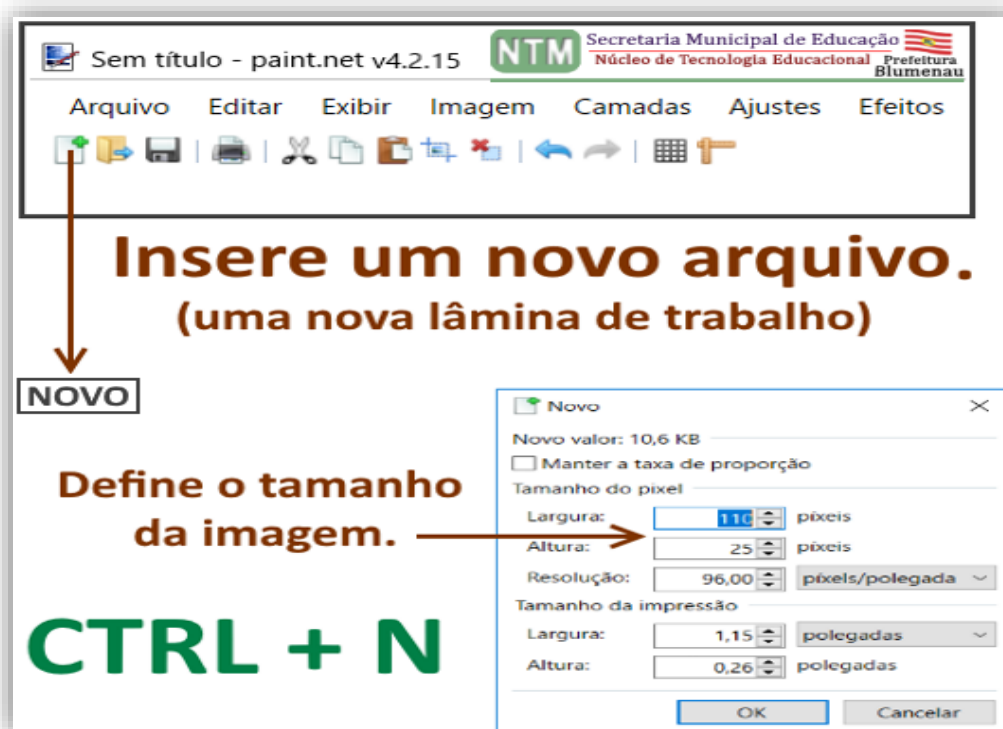 Sem título - paint.net v4.2.15
NTM
Secretaria Municipal de Educação
Núcleo de Tecnologia Educacional
Prefeitura
Blumenau
Arquivo Editar Exibir Imagem Camadas Ajustes Efeitos
Insere um novo arquivo.
(uma nova lâmina de trabalho)
NOVO
Define o tamanho
da imagem.
CTRL + N
Novo
Novo valor: 10,6 KB
Manter a taxa de proporção
Tamanho do pixel
Largura: 110 píxeis
Altura: 25 píxeis
Resolução: 96,00 píxels/polegada
Tamanho da impressão
Largura: 1,15 polegadas
Altura: 0,26 polegadas
OK Cancelar